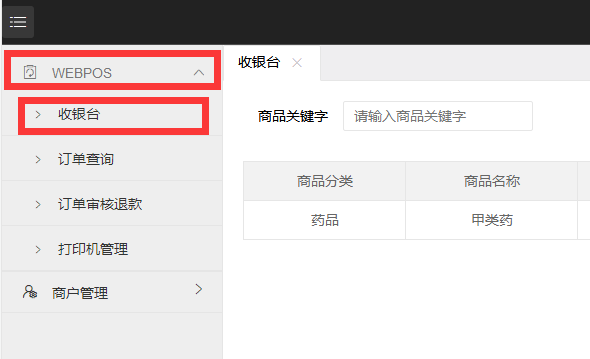 WEBPOS
收银台
订单查询
订单审核退款
打印机管理
商户管理
收银台
商品关键字 请输入商品关键字
商品分类 商品名称
药品 甲类药